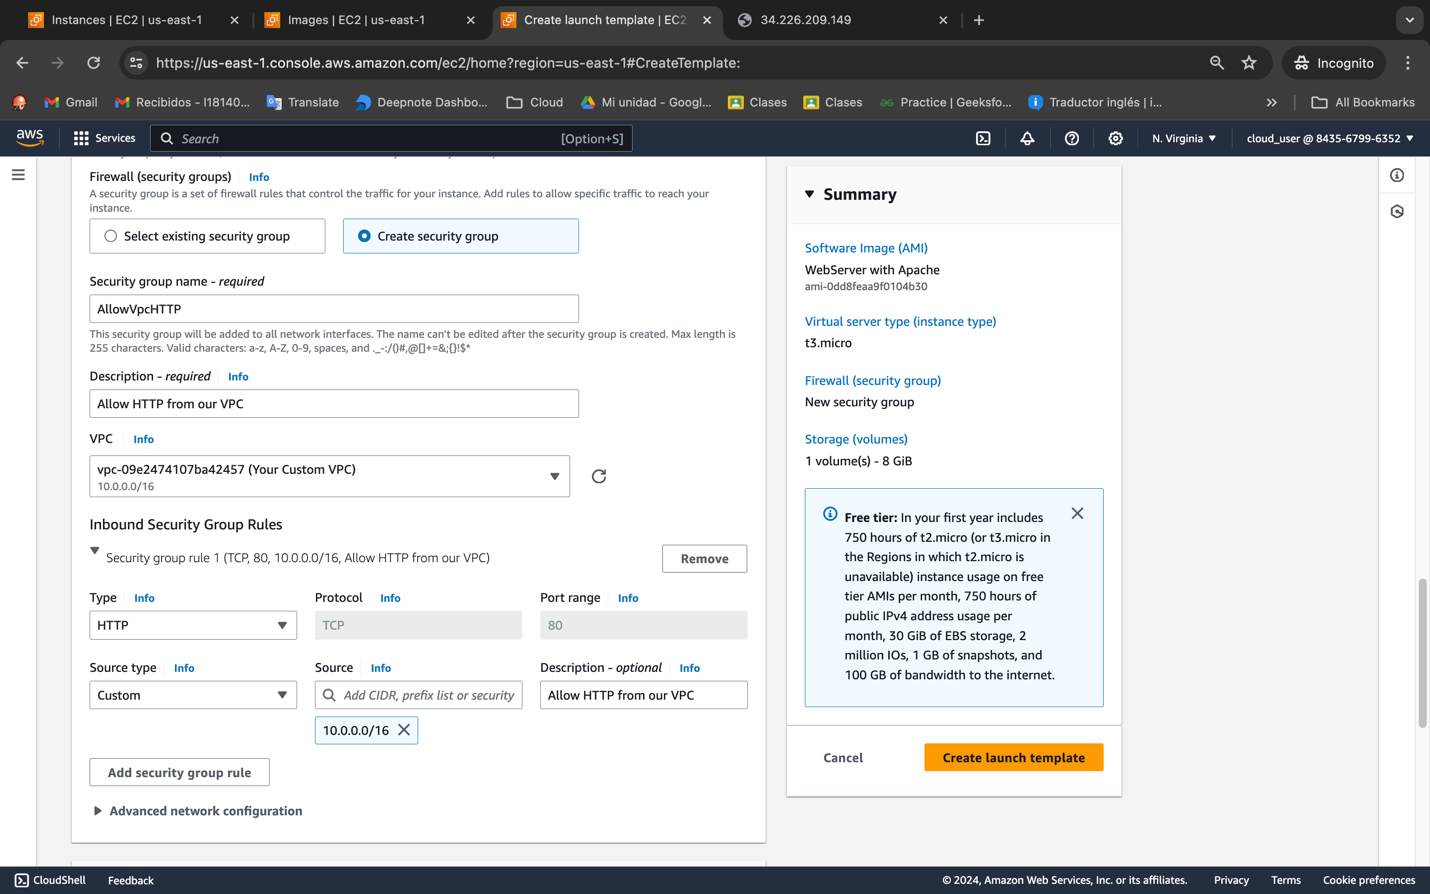 Instances | EC2 | us-east-1
Images | EC2 | us-east-1
Create launch template | EC2
34.226.209.149
https://us-east-1.console.aws.amazon.com/ec2/home?region=us-east-1#CreateTemplate:
Incognito
Gmail
Recibidos - l18140...
Translate
Deepnote Dashbo...
Cloud
Mi unidad - Googl...
Clases
Clases
Practice | Geeksfo...
Traductor inglés | i...
All Bookmarks
aws
Services
Search
[Option+S]
N. Virginia
cloud_user @ 8435-6799-6352
Firewall (security groups) Info
A security group is a set of firewall rules that control the traffic for your instance. Add rules to allow specific traffic to reach your
instance.
Select existing security group
Create security group
Security group name - required
AllowVpcHTTP
This security group will be added to all network interfaces. The name can't be edited after the security group is created. Max length is
255 characters. Valid characters: a-z, A-Z, 0-9, spaces, and ._-:/()#,@[]+=&;{}!$*
Description - required Info
Allow HTTP from our VPC
VPC Info
vpc-09e2474107ba42457 (Your Custom VPC)
10.0.0.0/16
Inbound Security Group Rules
Security group rule 1 (TCP, 80, 10.0.0.0/16, Allow HTTP from our VPC)
Remove
Type Info
Protocol Info
Port range Info
HTTP
TCP
80
Source type Info
Source Info
Description - optional Info
Custom
Add CIDR, prefix list or security
Allow HTTP from our VPC
10.0.0.0/16
Add security group rule
Advanced network configuration
Summary
Software Image (AMI)
WebServer with Apache
ami-0dd8feaa9f0104b30
Virtual server type (instance type)
t3.micro
Firewall (security group)
New security group
Storage (volumes)
1 volume(s) - 8 GiB
Free tier: In your first year includes
750 hours of t2.micro (or t3.micro in
the Regions in which t2.micro is
unavailable) instance usage on free
tier AMIs per month, 750 hours of
public IPv4 address usage per
month, 30 GiB of EBS storage, 2
million IOs, 1 GB of snapshots, and
100 GB of bandwidth to the internet.
Cancel
Create launch template
CloudShell
Feedback
© 2024, Amazon Web Services, Inc. or its affiliates.
Privacy
Terms
Cookie preferences